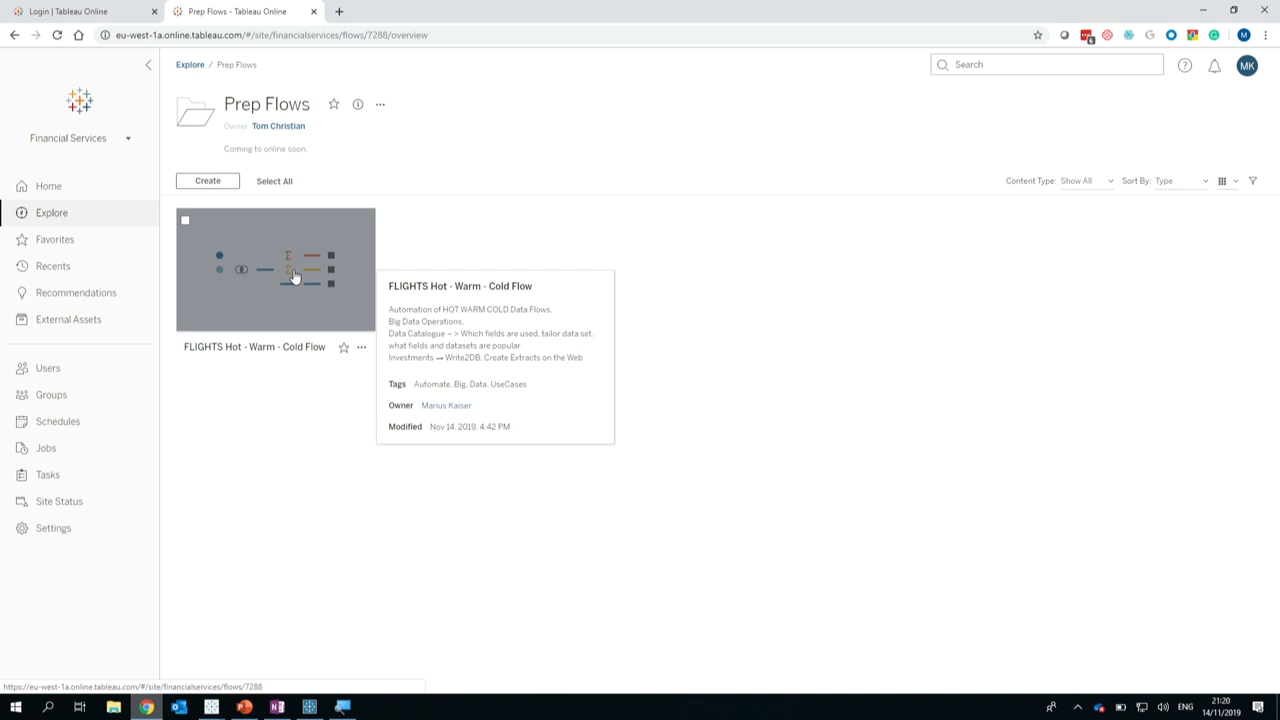 Login | Tableau Online
Prep Flows - Tableau Online
eu-west-1a.online.tableau.com/#/site/financialservices/flows/7288/overview
Explore / Prep Flows
Search
MK
Prep Flows
Owner Tom Christian
Coming to online soon.
Financial Services
Create
Select All
Content Type: Show All
Sort By: Type
Home
Explore
Favorites
Recents
Recommendations
External Assets
Users
Groups
Schedules
Jobs
Tasks
Site Status
Settings
FLIGHTS Hot - Warm - Cold Flow
FLIGHTS Hot - Warm - Cold Flow
Automation of HOT WARM COLD Data Flows.
Big Data Operations.
Data Catalogue - > Which fields are used, tailor data set.
what fields and datasets are popular
Investments → Write2DB, Create Extracts on the Web
Tags Automate, Big, Data, UseCases
Owner Marius Kaiser
Modified Nov 14, 2019, 4:42 PM
https://eu-west-1a.online.tableau.com/#/site/financialservices/flows/7288
ENG
21:20
14/11/2019